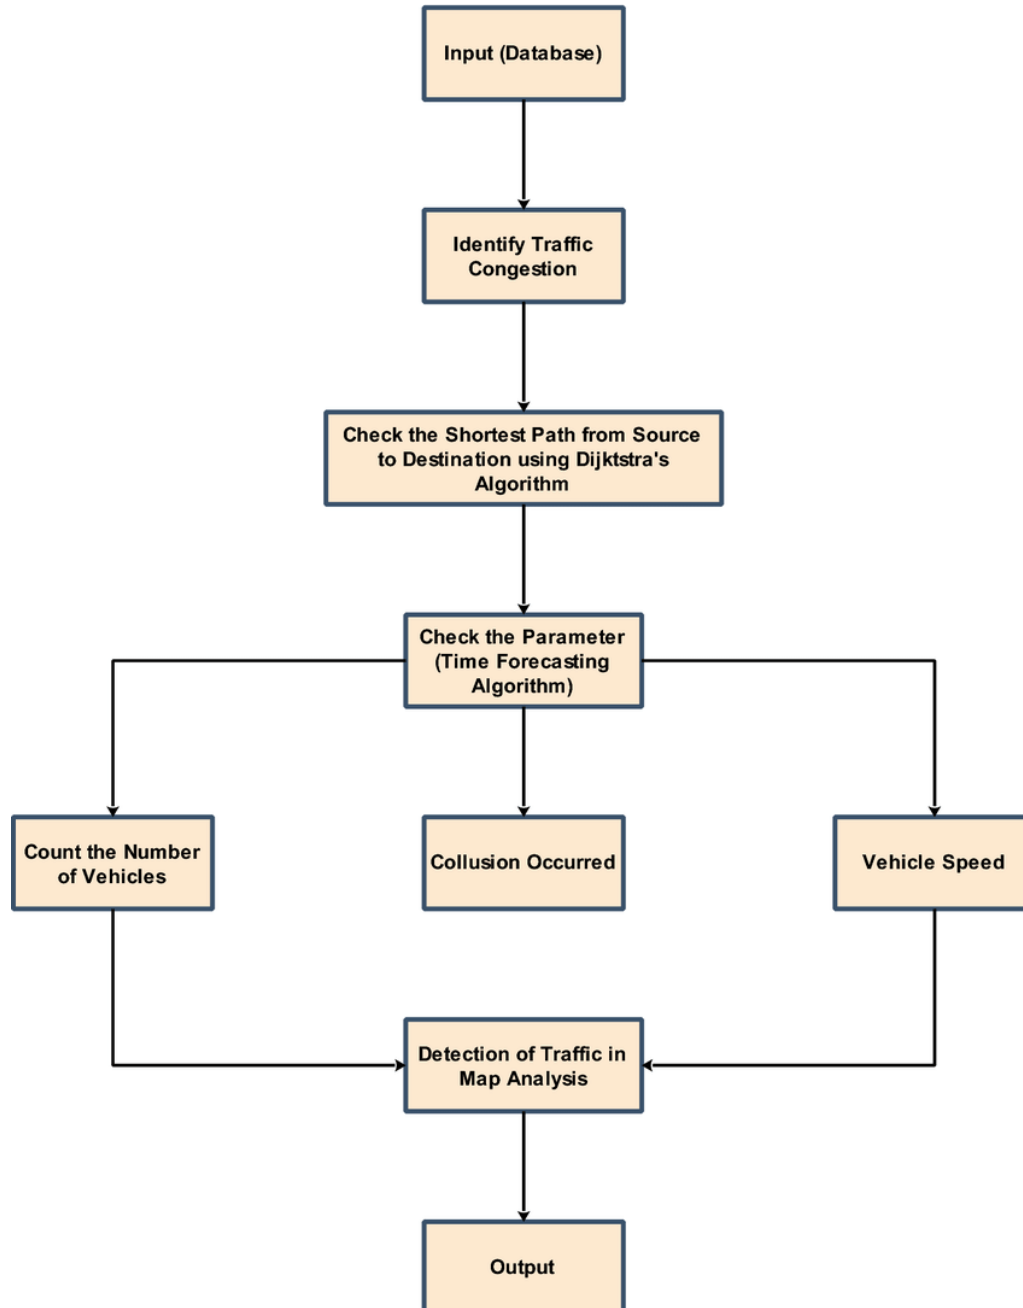 Input (Database)
Identify Traffic
Congestion
Check the Shortest Path from Source
to Destination using Dijktstra's
Algorithm
Check the Parameter
(Time Forecasting
Algorithm)
Count the Number
of Vehicles
Collusion Occurred
Vehicle Speed
Detection of Traffic in
Map Analysis
Output